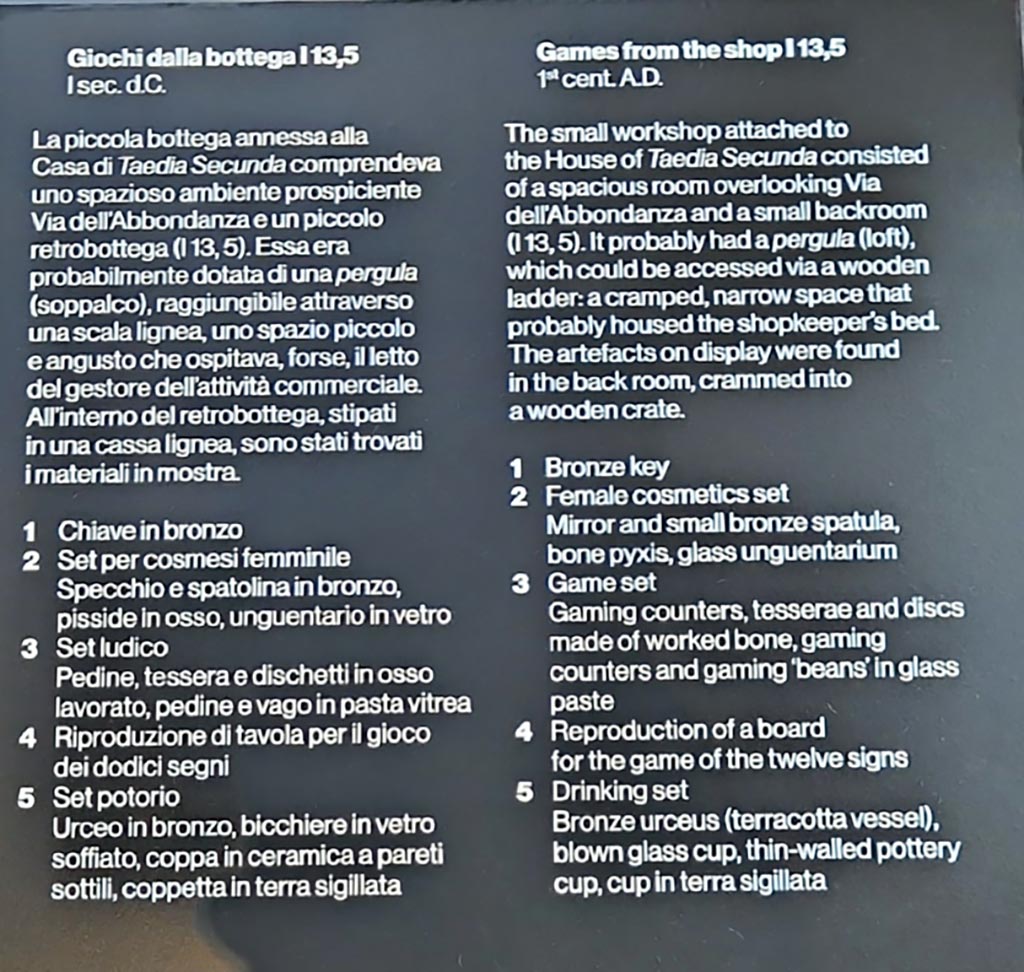 Giochi dalla bottega I 13,5
I sec. d.C.
La piccola bottega annessa alla
Casa di Taedia Secunda comprendeva
uno spazioso ambiente prospiciente
Via dell'Abbondanza e un piccolo
retrobottega (I 13, 5). Essa era
probabilmente dotata di una pergula
(soppalco), raggiungibile attraverso
una scala lignea, uno spazio piccolo
e angusto che ospitava, forse, il letto
del gestore dell'attività commerciale.
All'interno del retrobottega, stipati
in una cassa lignea, sono stati trovati
i materiali in mostra.
1 Chiave in bronzo
2 Set per cosmesi femminile
Specchio e spatolina in bronzo,
pisside in osso, unguentario in vetro
3 Set ludico
Pedine, tessera e dischetti in osso
lavorato, pedine e vago in pasta vitrea
4 Riproduzione di tavola per il gioco
dei dodici segni
5 Set potorio
Urceo in bronzo, bicchiere in vetro
soffiato, coppa in ceramica a pareti
sottili, coppetta in terra sigillata
Games from the shop I 13,5
1st cent. A.D.
The small workshop attached to
the House of Taedia Secunda consisted
of a spacious room overlooking Via
dell'Abbondanza and a small backroom
(I 13, 5). It probably had a pergula (loft),
which could be accessed via a wooden
ladder: a cramped, narrow space that
probably housed the shopkeeper's bed.
The artefacts on display were found
in the back room, crammed into
a wooden crate.
1 Bronze key
2 Female cosmetics set
Mirror and small bronze spatula,
bone pyxis, glass unguentarium
3 Game set
Gaming counters, tesserae and discs
made of worked bone, gaming
counters and gaming 'beans' in glass
paste
4 Reproduction of a board
for the game of the twelve signs
5 Drinking set
Bronze urceus (terracotta vessel),
blown glass cup, thin-walled pottery
cup, cup in terra sigillata